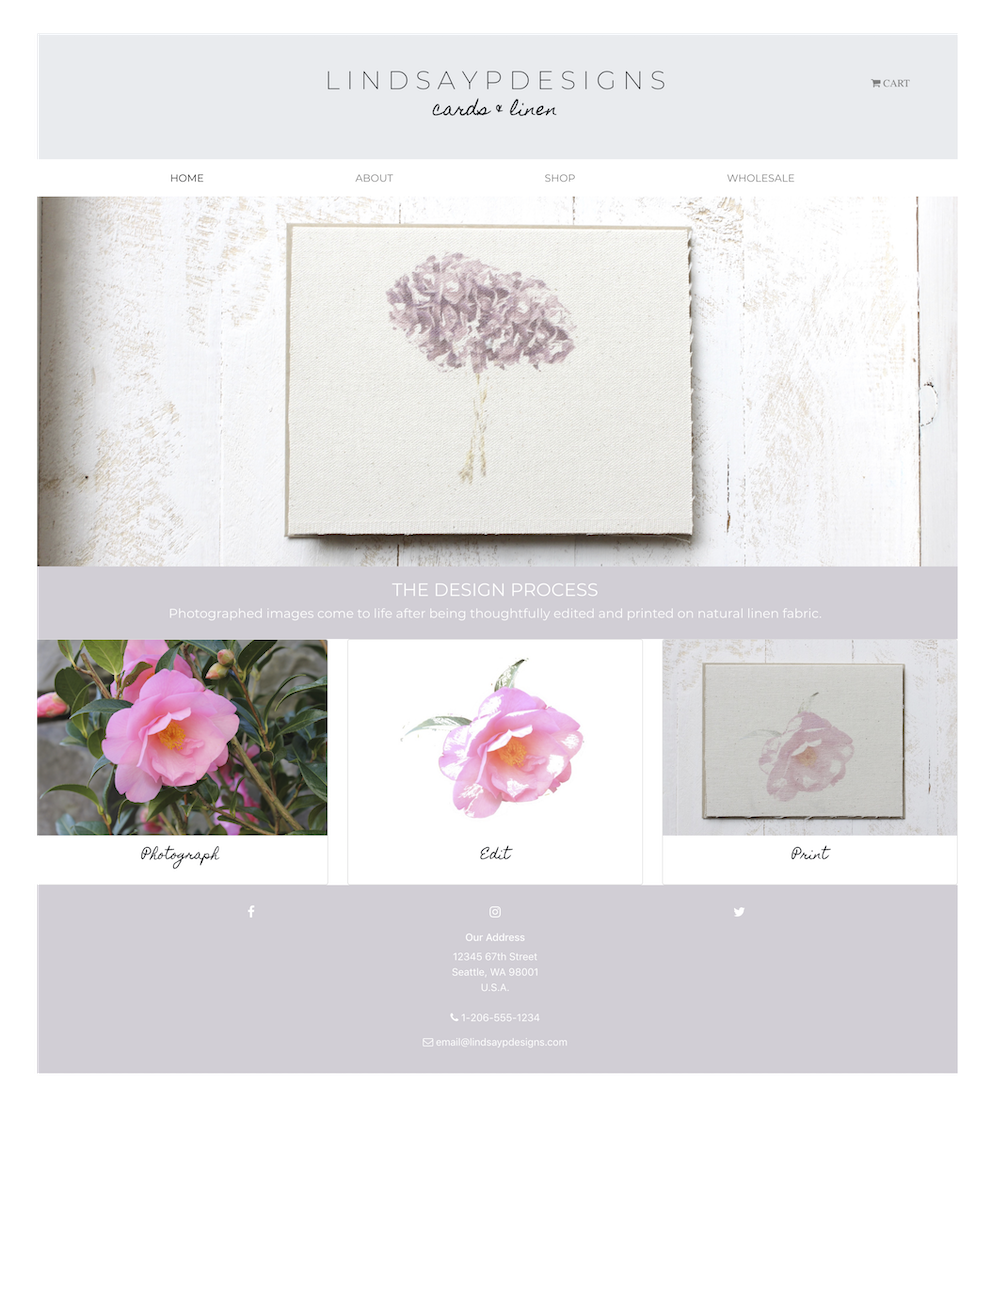 LINDSAYPDESIGNS
cards & linen
CART
HOME ABOUT SHOP WHOLESALE
THE DESIGN PROCESS
Photographed images come to life after being thoughtfully edited and printed on natural linen fabric.
Photograph Edit Print
Our Address
12345 67th Street
Seattle, WA 98001
U.S.A.
1-206-555-1234
email@lindsaypdesigns.com